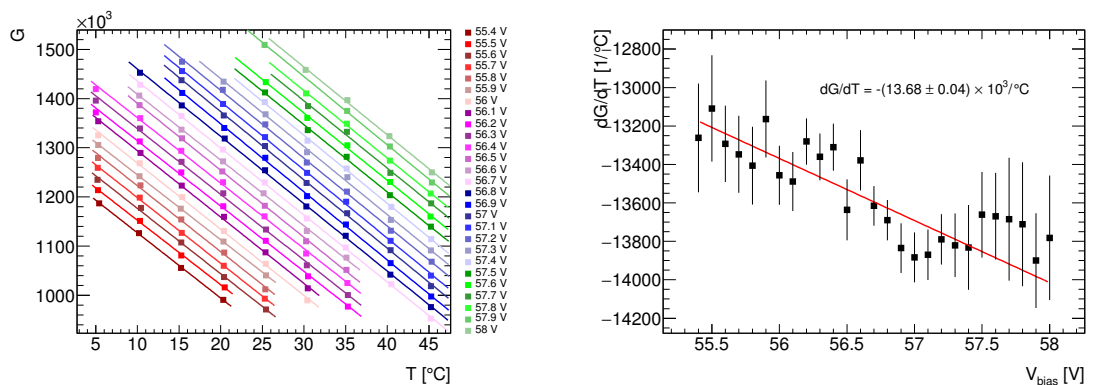 G
×10³
1500
1400
1300
1200
1100
1000
5 10 15 20 25 30 35 40 45
T [°C]
55.4 V
55.5 V
55.6 V
55.7 V
55.8 V
55.9 V
56 V
56.1 V
56.2 V
56.3 V
56.4 V
56.5 V
56.6 V
56.7 V
56.8 V
56.9 V
57 V
57.1 V
57.2 V
57.3 V
57.4 V
57.5 V
57.6 V
57.7 V
57.8 V
57.9 V
58 V
dG/dT [1/°C]
−12800
−13000
−13200
−13400
−13600
−13800
−14000
−14200
dG/dT = -(13.68 ± 0.04) × 10³/°C
55.5 56 56.5 57 57.5 58
V_bias [V]